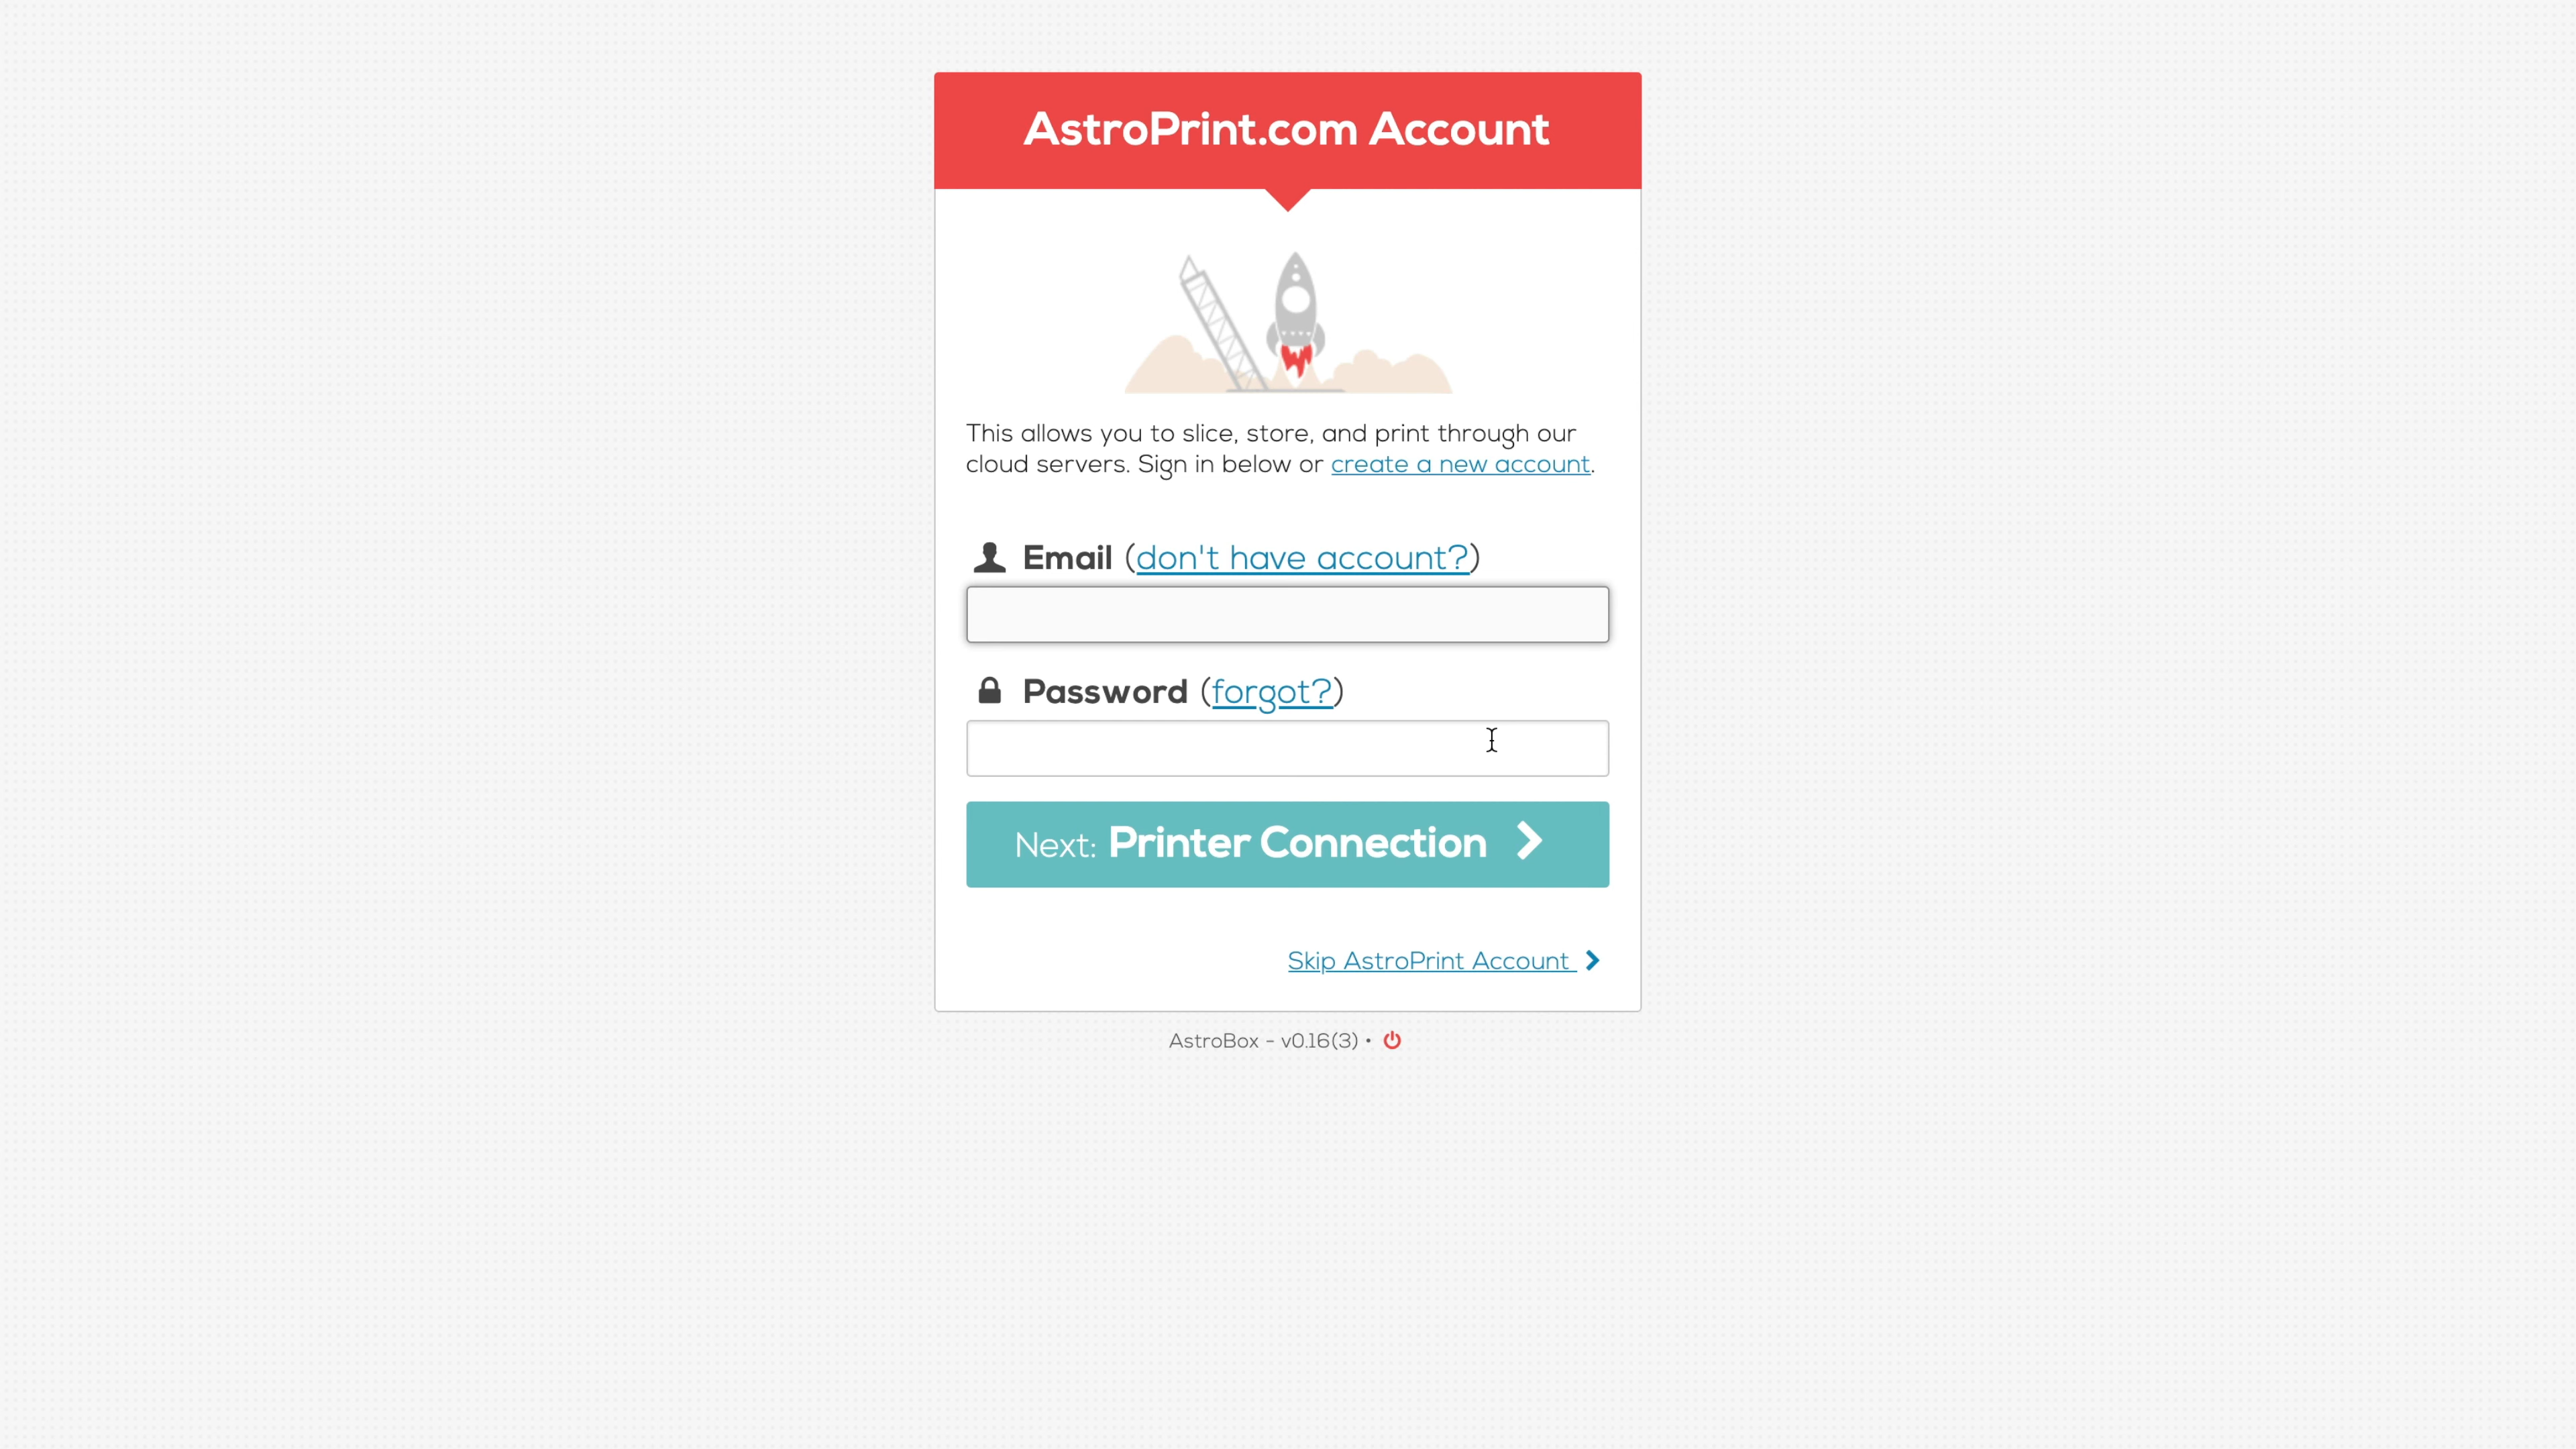 AstroPrint.com Account
This allows you to slice, store, and print through our
cloud servers. Sign in below or create a new account.
Email (don't have account?)
Password (forgot?)
Next: Printer Connection
Skip AstroPrint Account
AstroBox - v0.16(3) •